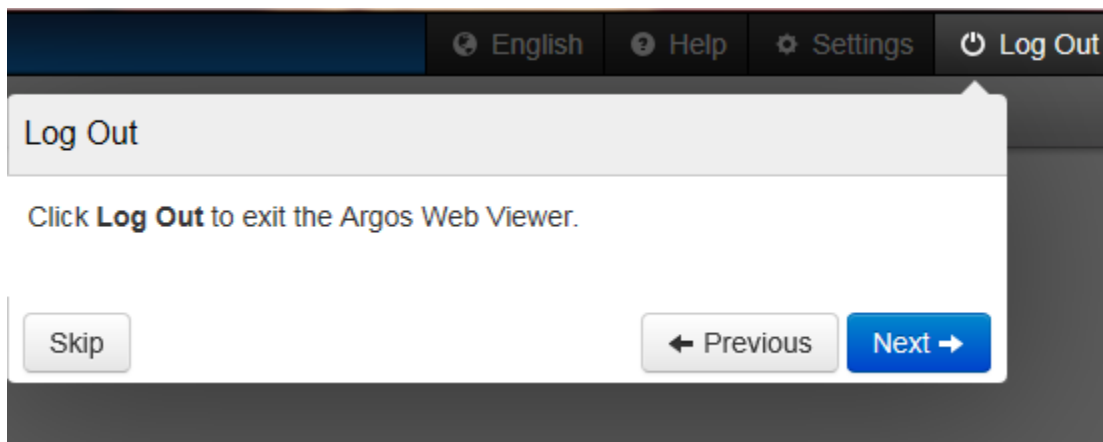 English Help Settings Log Out
Log Out
Click Log Out to exit the Argos Web Viewer.
Skip Previous Next